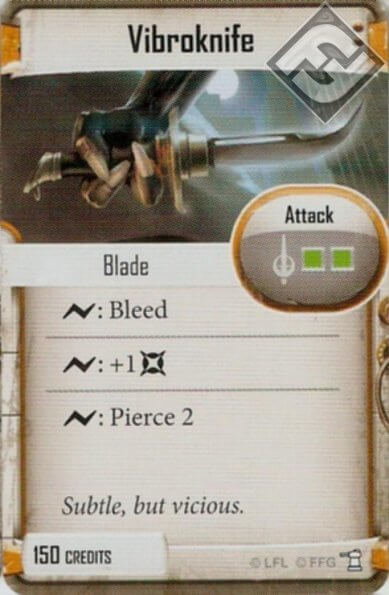 Vibroknife
Attack
Blade
: Bleed
: +1
: Pierce 2
Subtle, but vicious.
150 CREDITS
© LFL © FFG